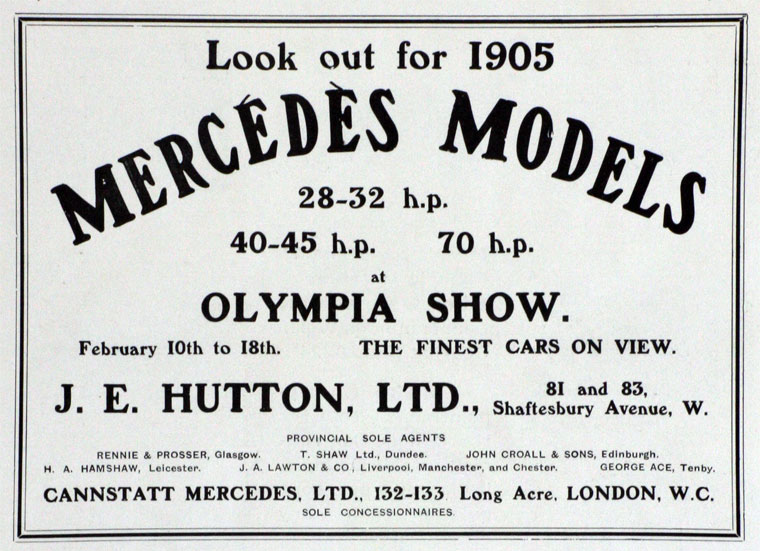 Look out for 1905
MERCÉDÈS MODELS
28-32 h.p.
40-45 h.p. 70 h.p.
at
OLYMPIA SHOW.
February 10th to 18th. THE FINEST CARS ON VIEW.
J. E. HUTTON, LTD., 81 and 83,
Shaftesbury Avenue, W.
PROVINCIAL SOLE AGENTS
RENNIE & PROSSER, Glasgow. T. SHAW Ltd., Dundee. JOHN CROALL & SONS, Edinburgh.
H. A. HAMSHAW, Leicester. J. A. LAWTON & CO., Liverpool, Manchester, and Chester. GEORGE ACE, Tenby.
CANNSTATT MERCEDES, LTD., 132-133 Long Acre, LONDON, W.C.
SOLE CONCESSIONNAIRES.